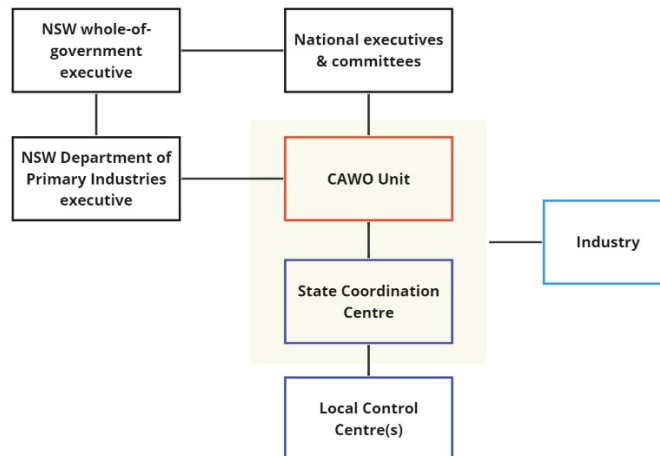 NSW whole-of-
government
executive
National executives
& committees
NSW Department of
Primary Industries
executive
CAWO Unit
Industry
State Coordination
Centre
Local Control
Centre(s)